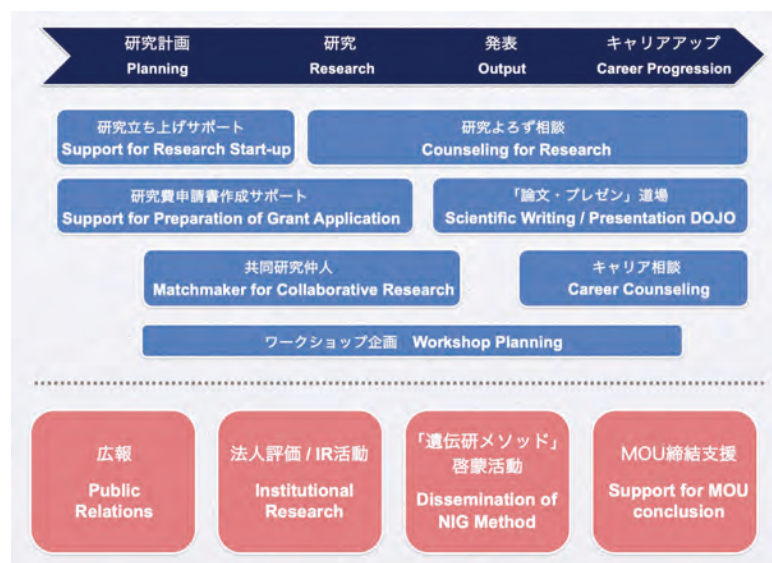 研究計画
Planning
研究
Research
発表
Output
キャリアアップ
Career Progression
研究立ち上げサポート
Support for Research Start-up
研究よろず相談
Counseling for Research
研究費申請書作成サポート
Support for Preparation of Grant Application
「論文・プレゼン」道場
Scientific Writing / Presentation DOJO
共同研究仲人
Matchmaker for Collaborative Research
キャリア相談
Career Counseling
ワークショップ企画 Workshop Planning
広報
Public
Relations
法人評価 / IR活動
Institutional
Research
「遺伝研メソッド」
啓蒙活動
Dissemination of
NIG Method
MOU締結支援
Support for MOU
conclusion